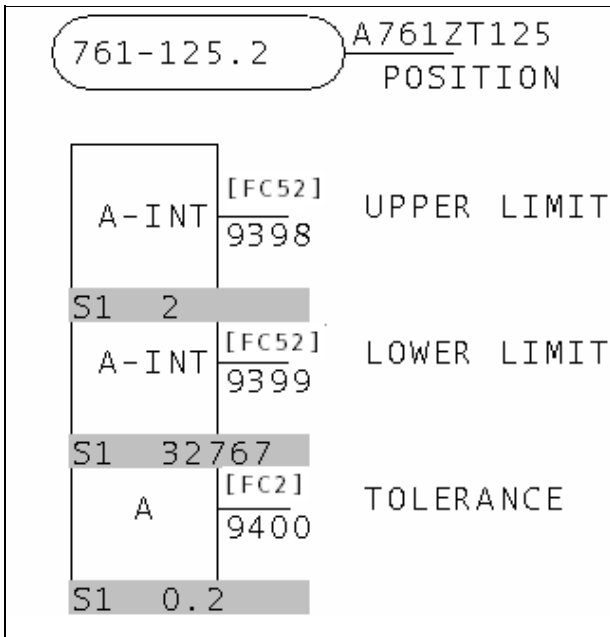 761-125.2 A761ZT125
POSITION
A-INT [FC52] UPPER LIMIT
9398
S1 2
A-INT [FC52] LOWER LIMIT
9399
S1 32767
A [FC2] TOLERANCE
9400
S1 0.2